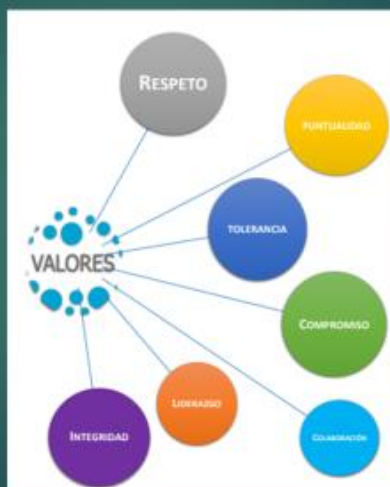 RESPETO
PUNTUALIDAD
TOLERANCIA
VALORES
COMPROMISO
LIDERAZGO
COLABORACIÓN
INTEGRIDAD